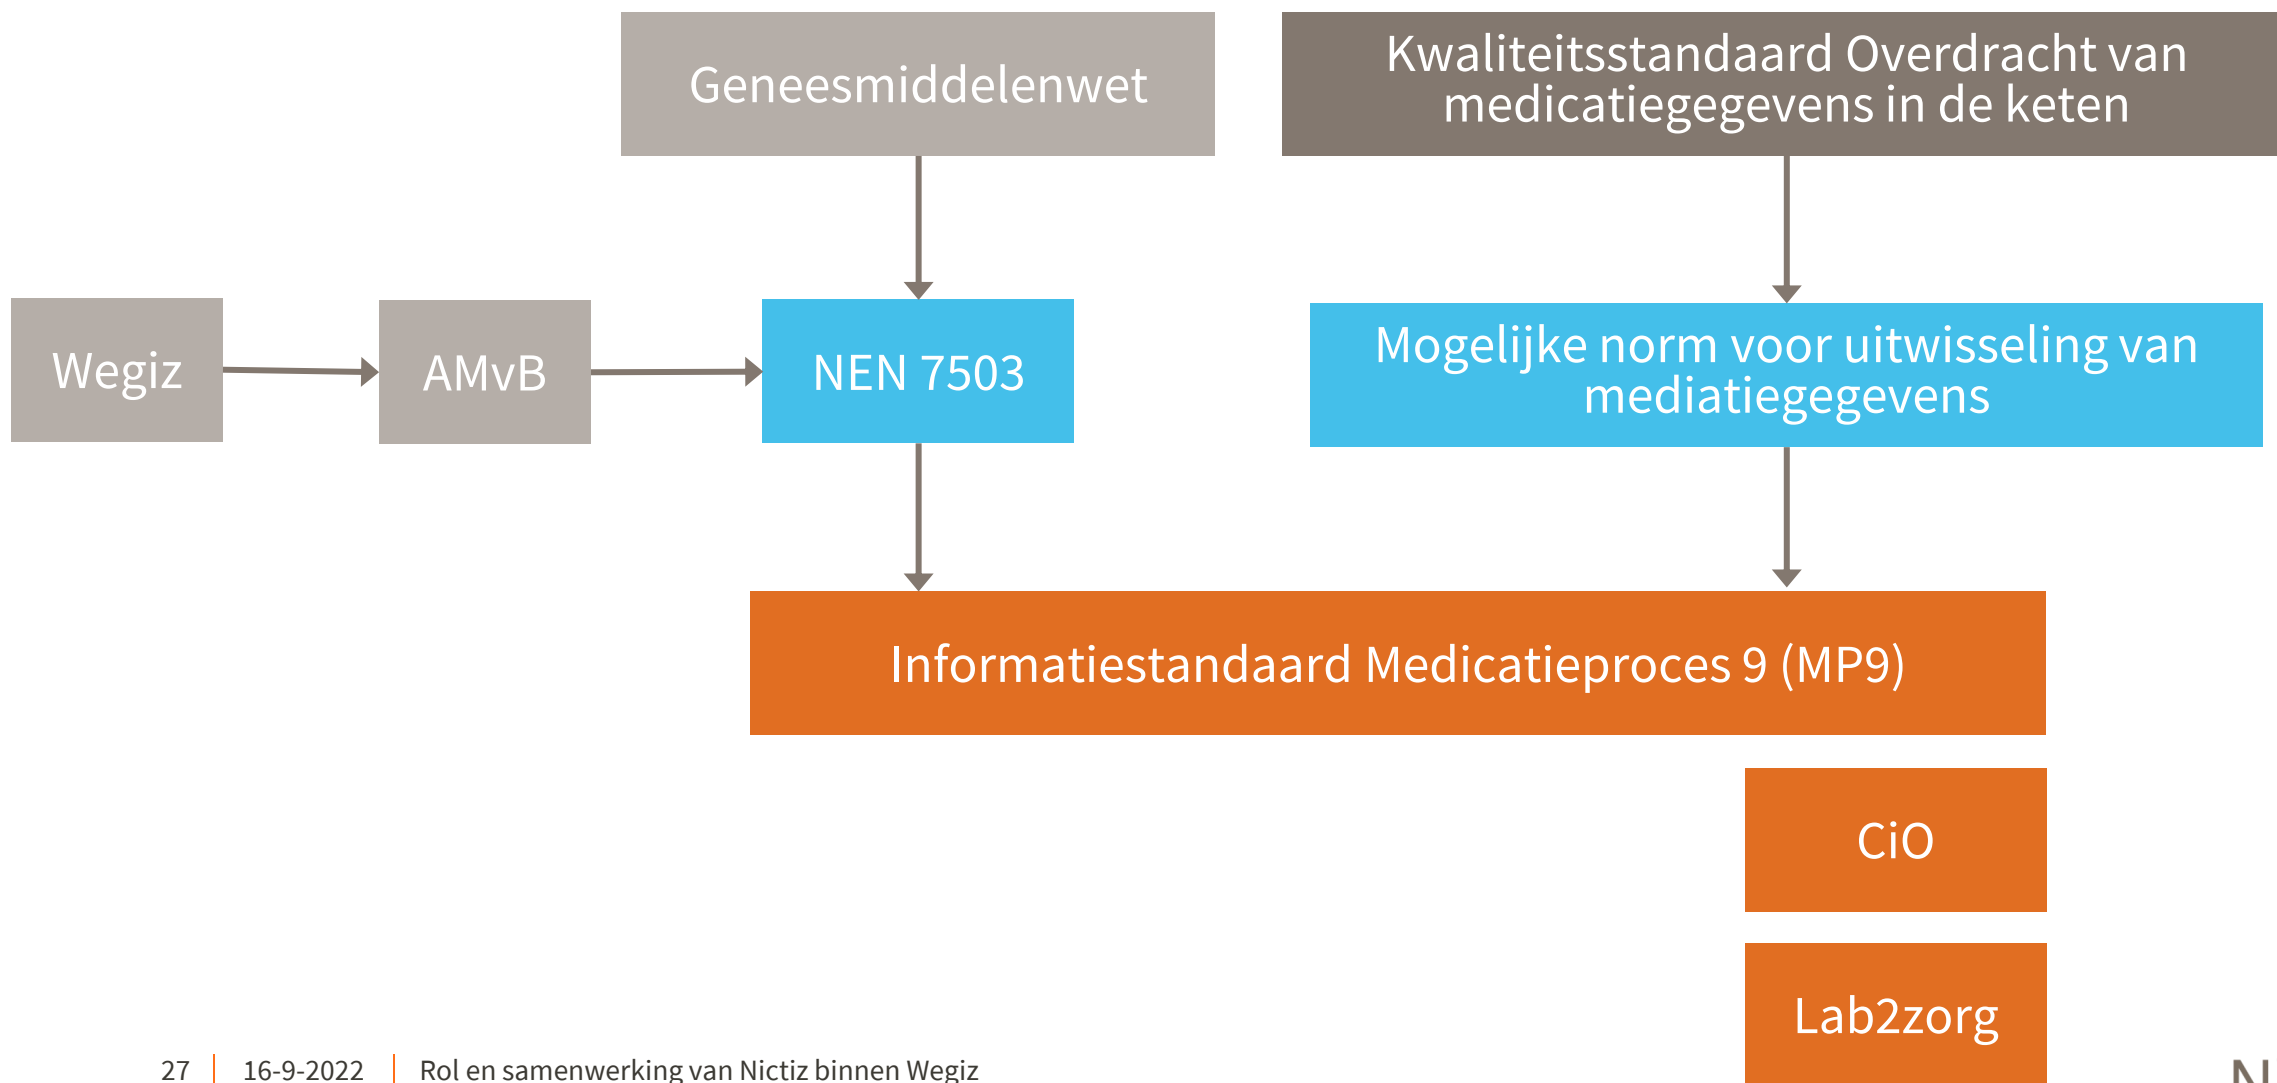 Geneesmiddelenwet
Kwaliteitsstandaard Overdracht van
medicatiegegevens in de keten
Wegiz
AMvB
NEN 7503
Mogelijke norm voor uitwisseling van
mediatiegegevens
Informatiestandaard Medicatieproces 9 (MP9)
CiO
Lab2zorg
27 16-9-2022 Rol en samenwerking van Nictiz binnen Wegiz